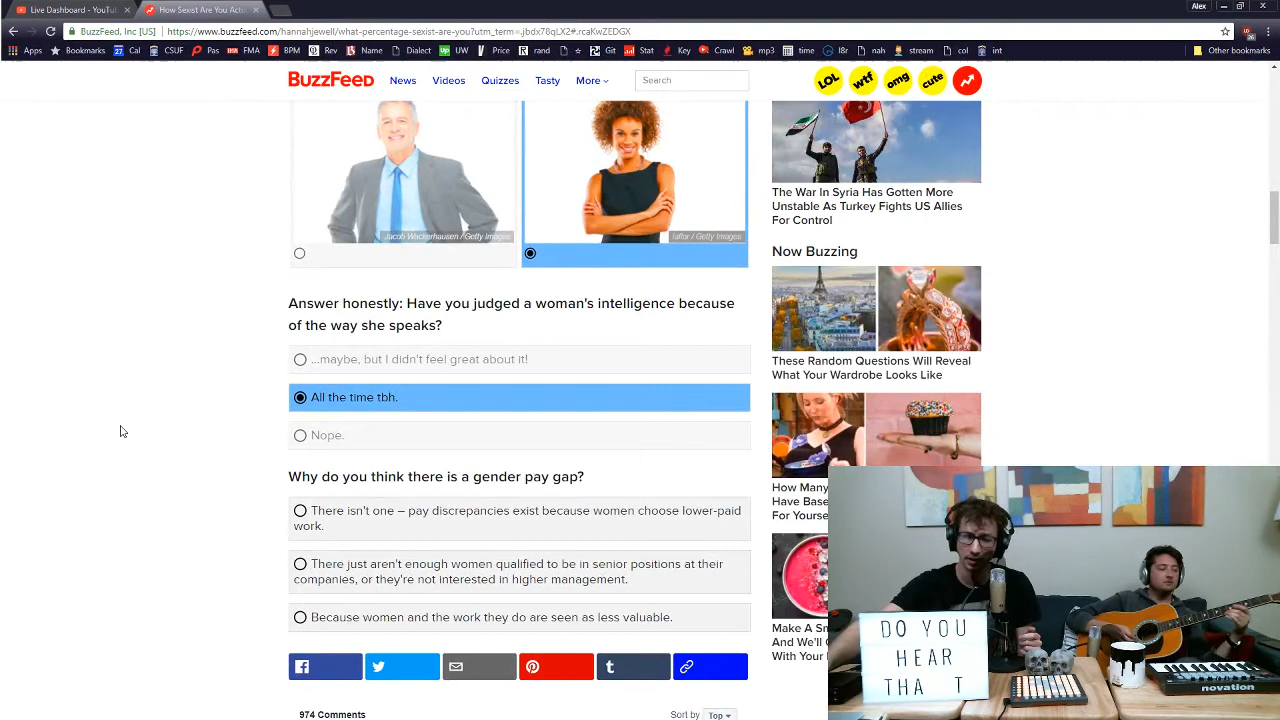 Live Dashboard - YouTu
How Sexist Are You Actu
Alex
BuzzFeed, Inc [US]
https://www.buzzfeed.com/hannahjewell/what-percentage-sexist-are-you?utm_term=.jbdx78qLX2#.rcaKwZEDGX
Apps
Bookmarks
Cal
CSUF
Pas
FMA
BPM
Rec
Name
Dialect
UW
Price
rand
Git
Stat
Key
Crawl
mp3
time
l8r
nah
stream
col
int
Other bookmarks
BuzzFeed
News
Videos
Quizzes
Tasty
More
Search
LOL
wtf
omg
cute
Jacob Wackerhausen / Getty Images
laflor / Getty Images
The War In Syria Has Gotten More
Unstable As Turkey Fights US Allies
For Control
Now Buzzing
Answer honestly: Have you judged a woman's intelligence because
of the way she speaks?
...maybe, but I didn't feel great about it!
All the time tbh.
Nope.
These Random Questions Will Reveal
What Your Wardrobe Looks Like
Why do you think there is a gender pay gap?
There isn't one – pay discrepancies exist because women choose lower-paid
work.
There just aren't enough women qualified to be in senior positions at their
companies, or they're not interested in higher management.
Because women and the work they do are seen as less valuable.
How Many
Have Base
For Yourse
Make A Sm
And We'll C
With Your
974 Comments
Sort by
Top
DO YOU
HEAR
THA T
novation